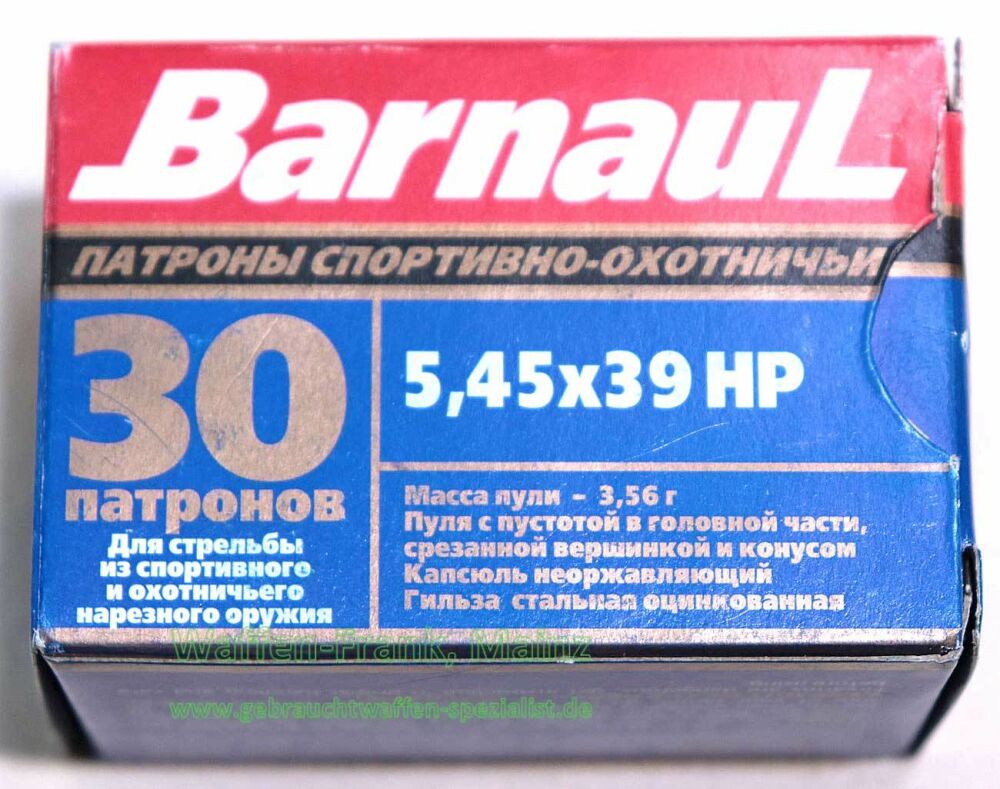 Barnaul
ПАТРОНЫ СПОРТИВНО-ОХОТНИЧЬИ
30
патронов
Для стрельбы
из спортивного
и охотничьего
нарезного оружия
5,45x39 HP
Масса пули – 3,56 г
Пуля с пустотой в головной части,
срезанной вершинкой и конусом
Капсюль неоржавляющий
Гильза стальная оцинкованная
Waffen-Frank, Mainz
www.gebrauchtwaffen-spezialist.de